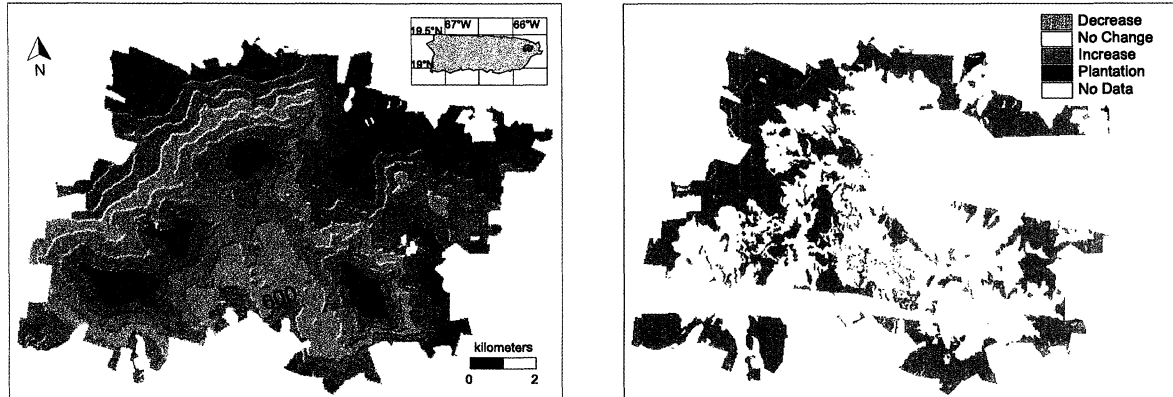 67°W
66°W
19.5°N
19°N
N
600
kilometers
0
2
Decrease
No Change
Increase
Plantation
No Data